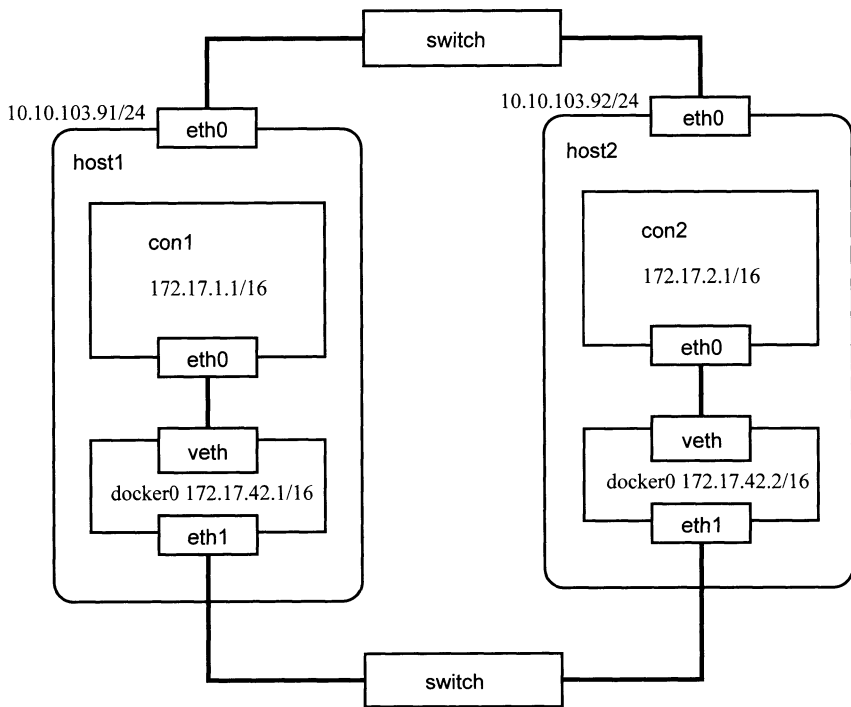 switch
10.10.103.91/24
eth0
10.10.103.92/24
eth0
host1
host2
con1
172.17.1.1/16
con2
172.17.2.1/16
eth0
eth0
veth
veth
docker0 172.17.42.1/16
docker0 172.17.42.2/16
eth1
eth1
switch